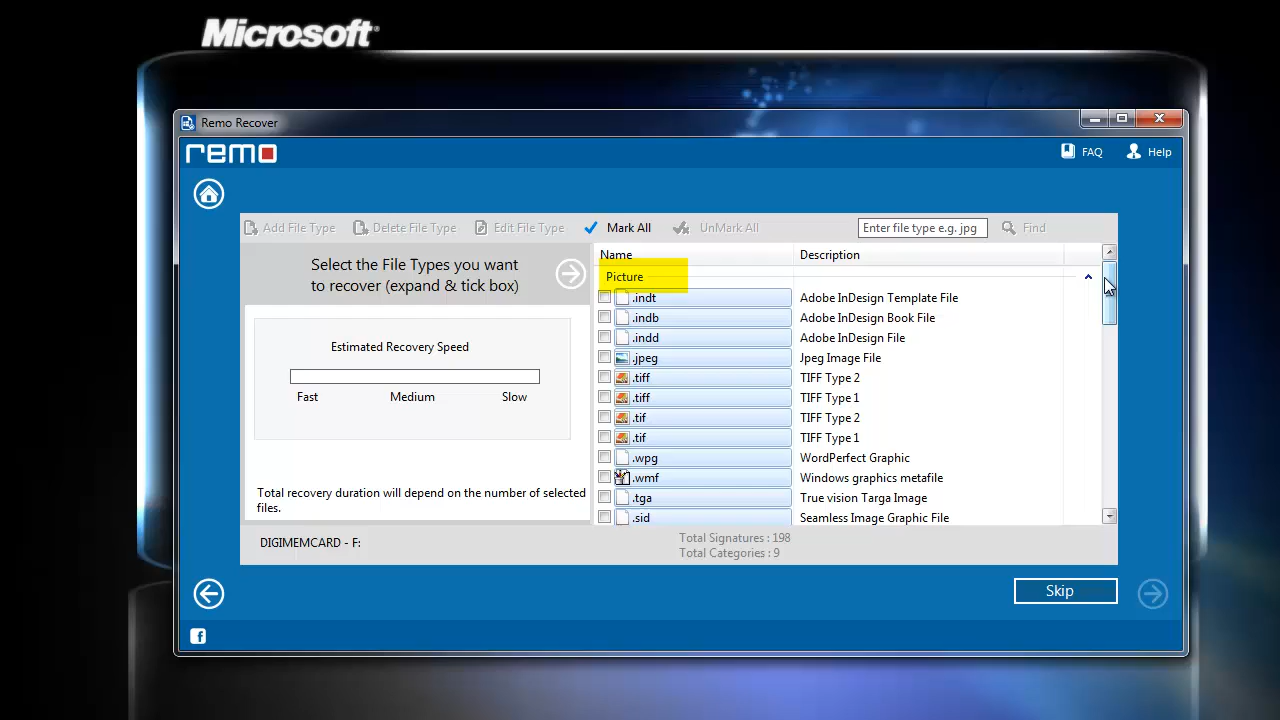 Microsoft®
Remo Recover
remo
FAQ
Help
Add File Type
Delete File Type
Edit File Type
Mark All
UnMark All
Enter file type e.g. jpg
Find
Select the File Types you want
to recover (expand & tick box)
Estimated Recovery Speed
Fast
Medium
Slow
Total recovery duration will depend on the number of selected
files.
Name
Description
Picture
.indt
Adobe InDesign Template File
.indb
Adobe InDesign Book File
.indd
Adobe InDesign File
.jpeg
Jpeg Image File
.tiff
TIFF Type 2
.tiff
TIFF Type 1
.tif
TIFF Type 2
.tif
TIFF Type 1
.wpg
WordPerfect Graphic
.wmf
Windows graphics metafile
.tga
True vision Targa Image
.sid
Seamless Image Graphic File
DIGIMEMCARD - F:
Total Signatures : 198
Total Categories : 9
Skip
f